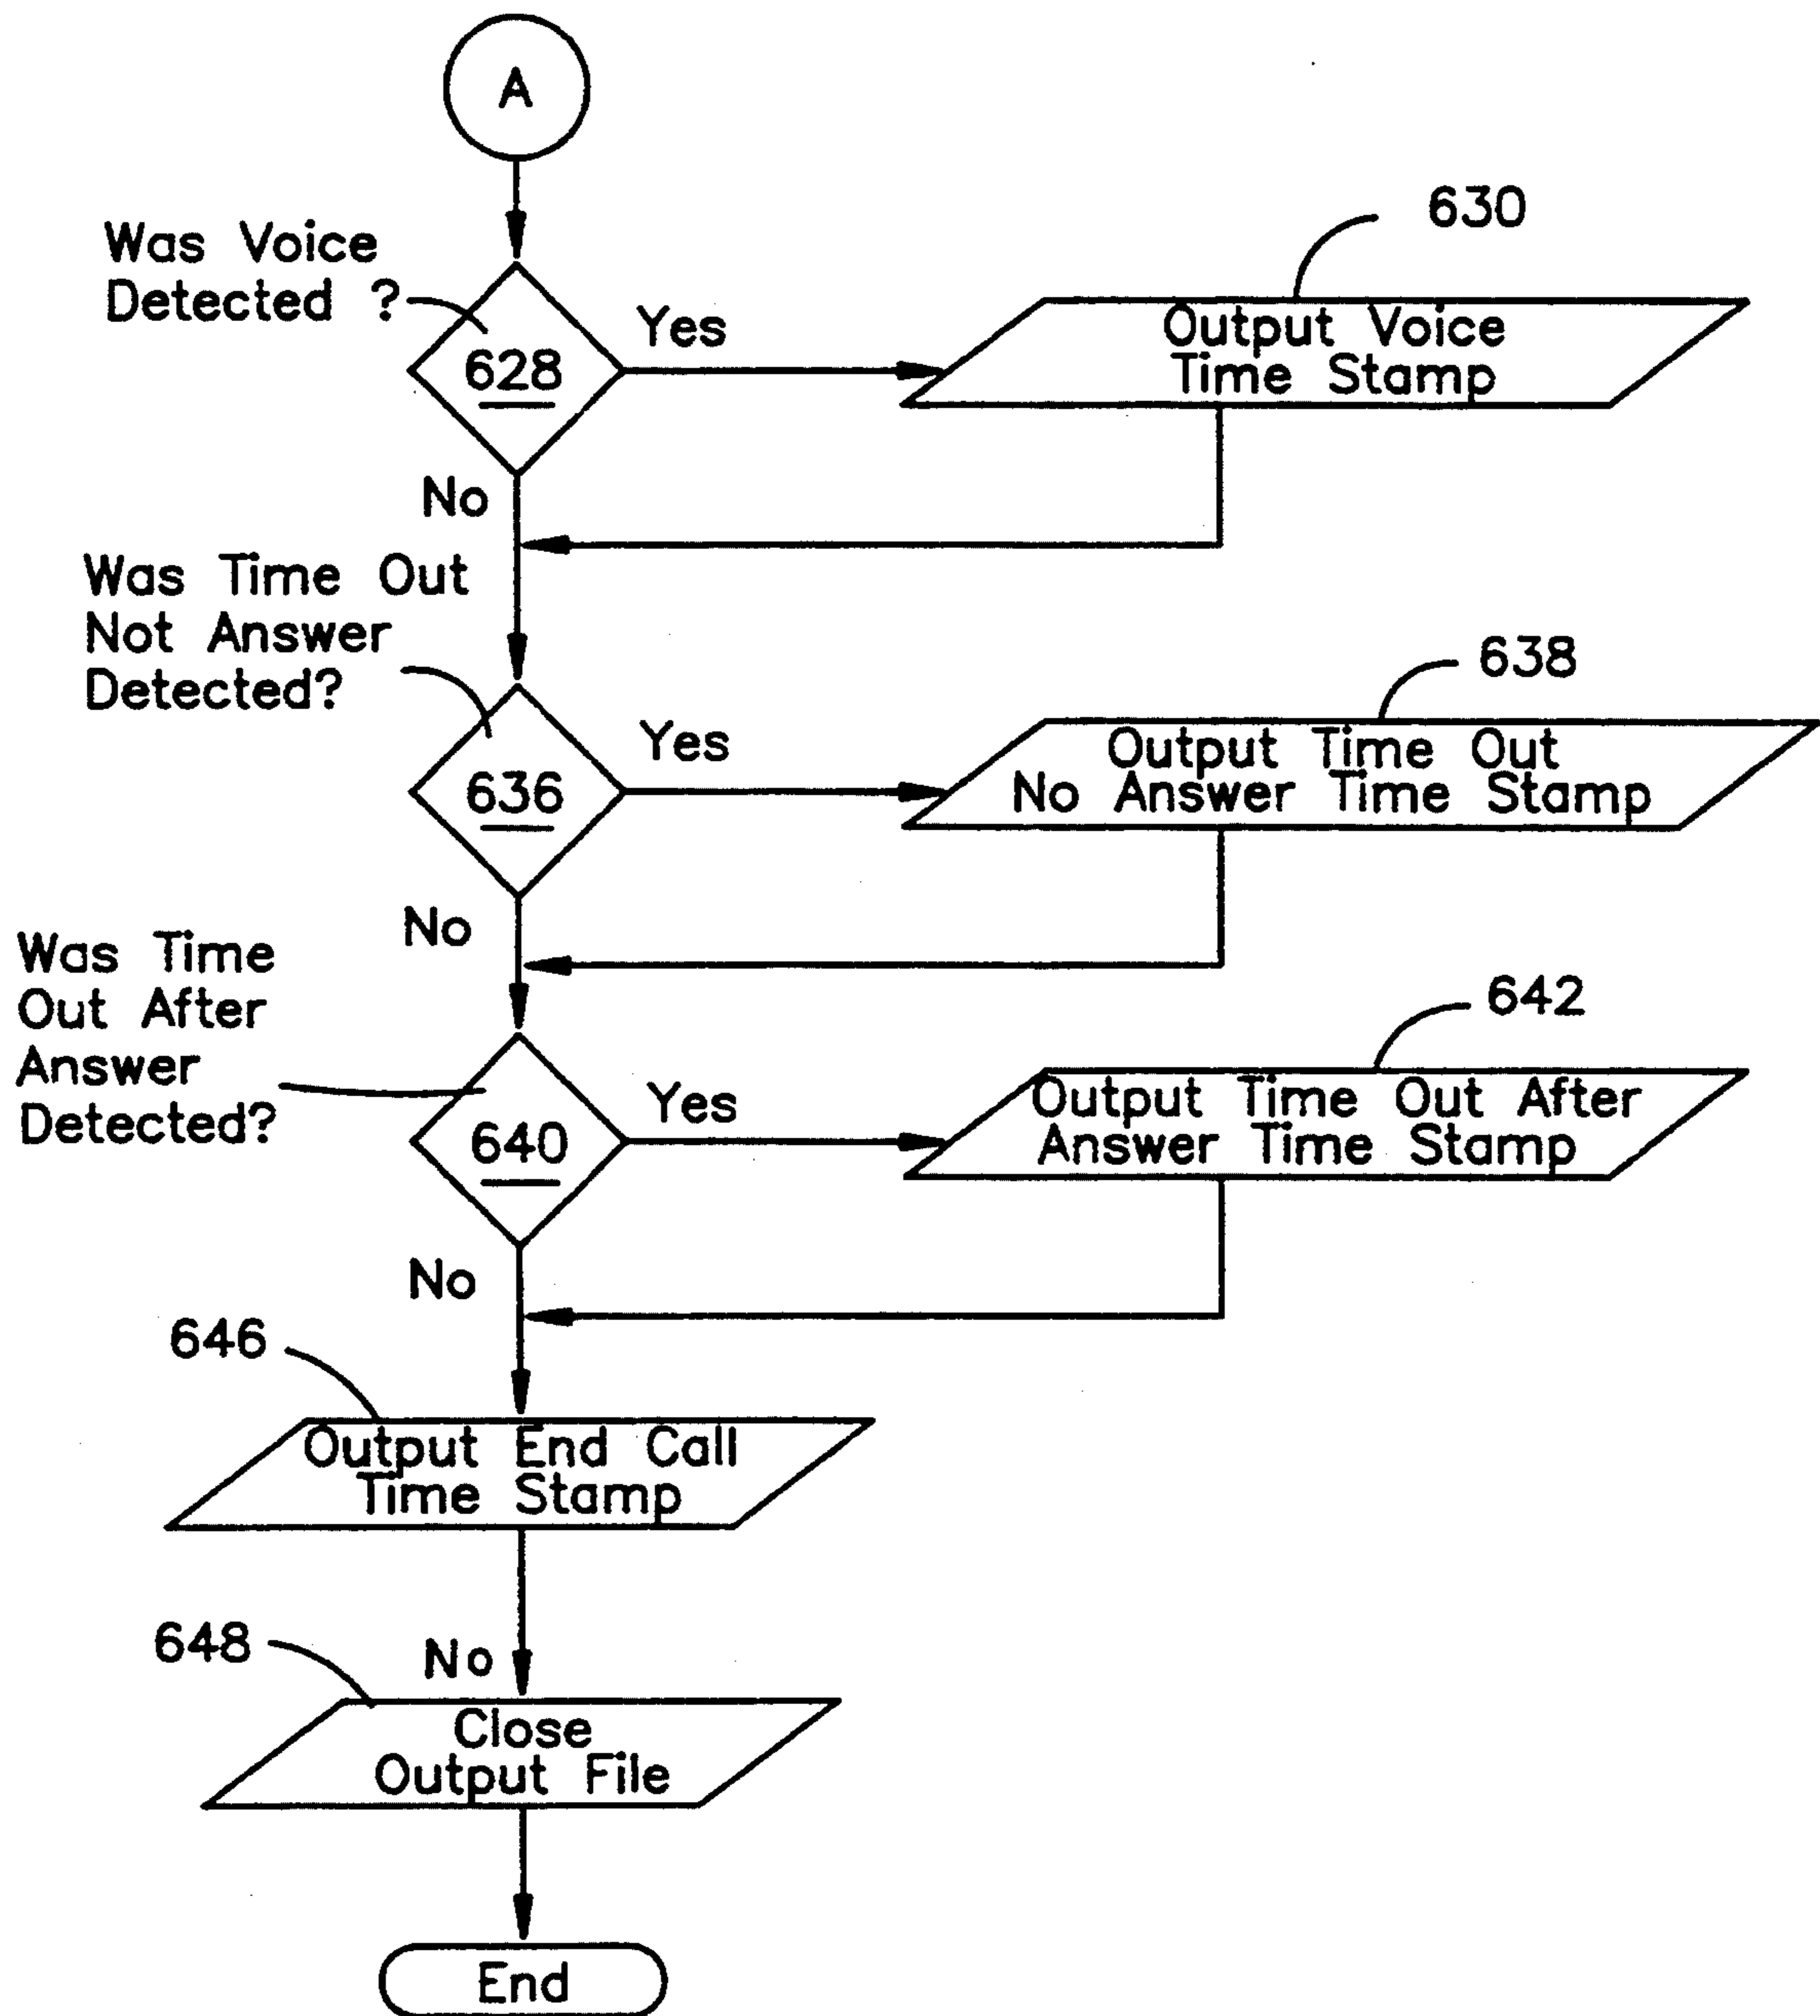 A
Was Voice
Detected ?
628
Yes
630
Output Voice
Time Stamp
No
Was Time Out
Not Answer
Detected?
636
Yes
638
Output Time Out
No Answer Time Stamp
No
Was Time
Out After
Answer
Detected?
640
Yes
642
Output Time Out After
Answer Time Stamp
No
646
Output End Call
Time Stamp
648
No
Close
Output File
End